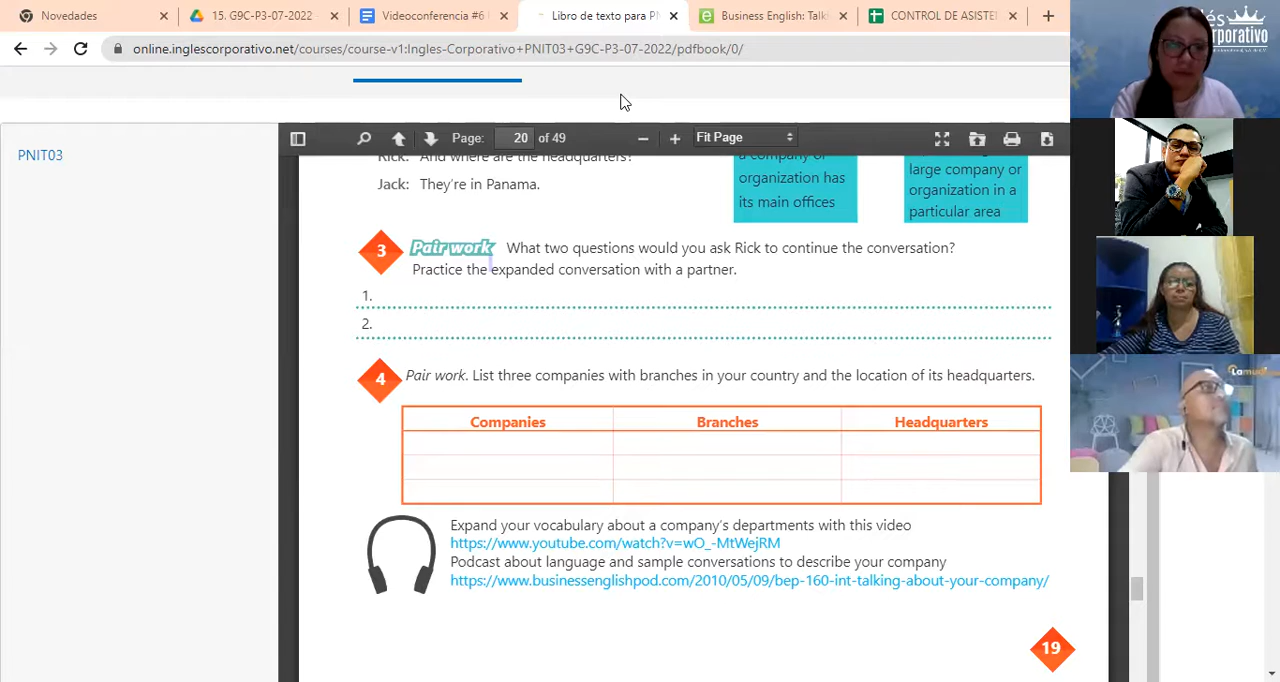 Novedades
15. G9C-P3-07-2022
Videoconferencia #6
Libro de texto para PN
Business English: Talk
CONTROL DE ASISTE
online.inglescorporativo.net/courses/course-v1:Ingles-Corporativo+PNIT03+G9C-P3-07-2022/pdfbook/0/
PNIT03
Page: 20 of 49
Fit Page
Rick: And where are the headquarters?
Jack: They're in Panama.
a company or
organization has
its main offices
large company or
organization in a
particular area
3 Pair work What two questions would you ask Rick to continue the conversation?
Practice the expanded conversation with a partner.
1.
2.
4 Pair work. List three companies with branches in your country and the location of its headquarters.
Companies Branches Headquarters
Expand your vocabulary about a company's departments with this video
https://www.youtube.com/watch?v=wO_-MtWejRM
Podcast about language and sample conversations to describe your company
https://www.businessenglishpod.com/2010/05/09/bep-160-int-talking-about-your-company/
19